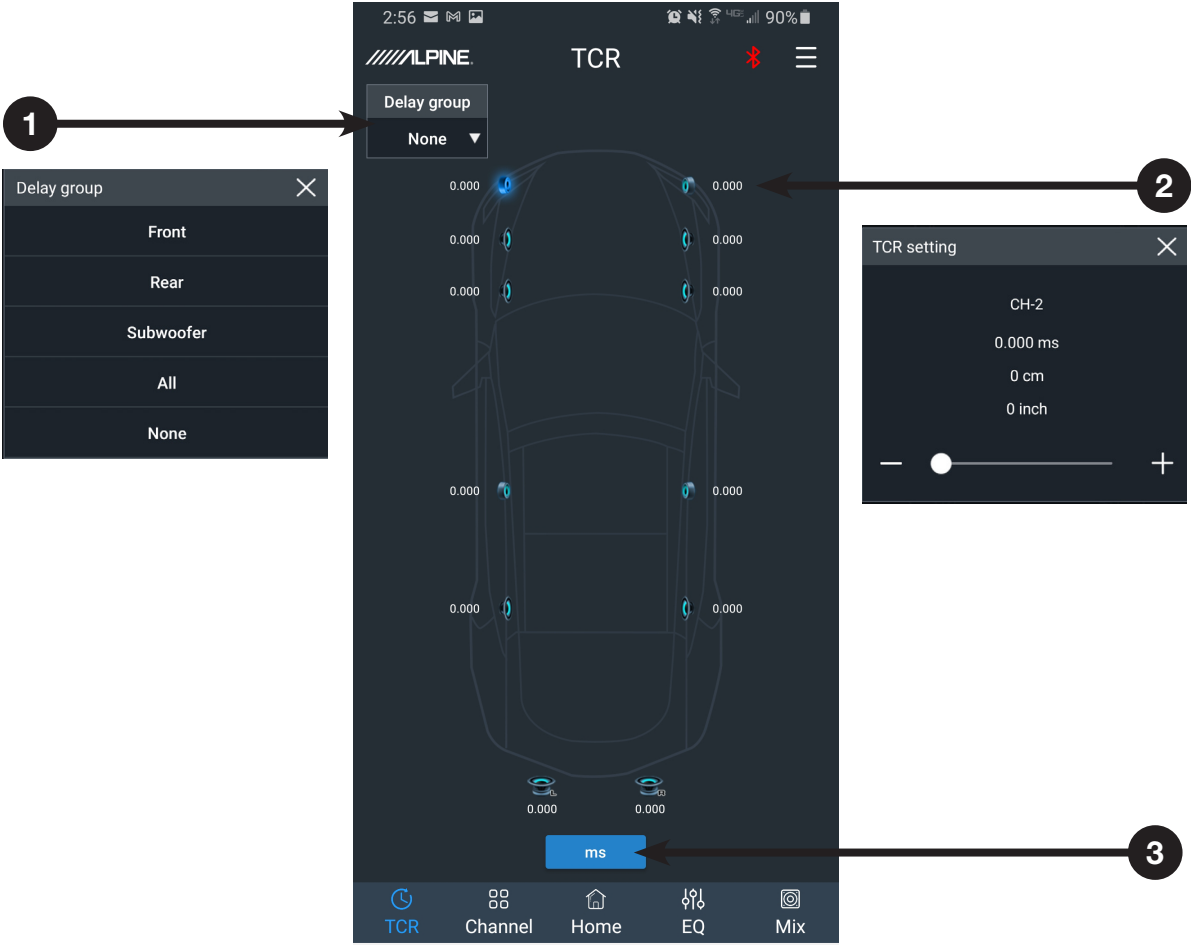 2:56 4GE 90%
ALPINE TCR
Delay group
None
1
Delay group
Front
Rear
Subwoofer
All
None
0.000 0.000
0.000 0.000
0.000 0.000
0.000 0.000
0.000 0.000
L R
0.000 0.000
2
TCR setting
CH-2
0.000 ms
0 cm
0 inch
ms
3
TCR Channel Home EQ Mix